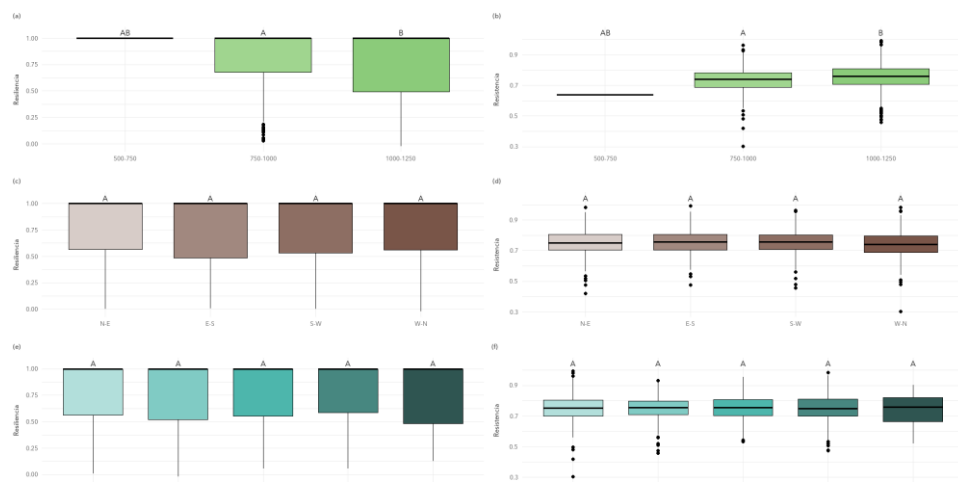 (a)
AB A B
1.00
0.75
0.50
0.25
0.00
Resiliencia
500-750 750-1000 1000-1250
(b)
AB A B
0.9
0.7
0.5
0.3
Resistencia
500-750 750-1000 1000-1250
(c)
A A A A
1.00
0.75
0.50
0.25
0.00
Resiliencia
N-E E-S S-W W-N
(d)
A A A A
0.9
0.7
0.5
0.3
Resistencia
N-E E-S S-W W-N
(e)
A A A A A
1.00
0.75
0.50
0.25
0.00
Resiliencia
(f)
A A A A A
0.9
0.7
0.5
0.3
Resistencia